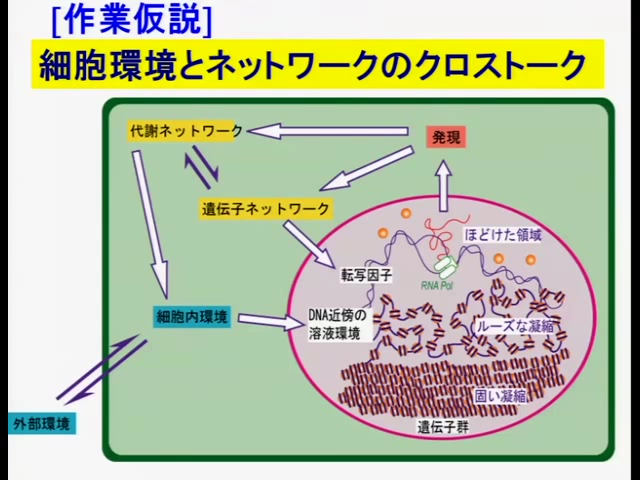 [作業仮説]
細胞環境とネットワークのクロストーク
代謝ネットワーク
発現
遺伝子ネットワーク
ほどけた領域
転写因子
RNA Pol
細胞内環境
DNA近傍の
溶液環境
ルーズな凝縮
固い凝縮
外部環境
遺伝子群